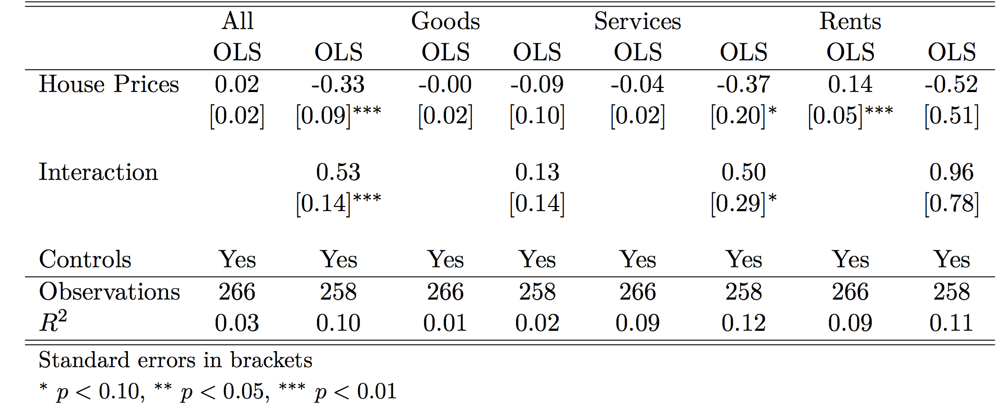 All Goods Services Rents
OLS OLS OLS OLS OLS OLS OLS OLS
House Prices 0.02 -0.33 -0.00 -0.09 -0.04 -0.37 0.14 -0.52
[0.02] [0.09]*** [0.02] [0.10] [0.02] [0.20]* [0.05]*** [0.51]
Interaction 0.53 0.13 0.50 0.96
[0.14]*** [0.14] [0.29]* [0.78]
Controls Yes Yes Yes Yes Yes Yes Yes Yes
Observations 266 258 266 258 266 258 266 258
R² 0.03 0.10 0.01 0.02 0.09 0.12 0.09 0.11
Standard errors in brackets
* p < 0.10, ** p < 0.05, *** p < 0.01